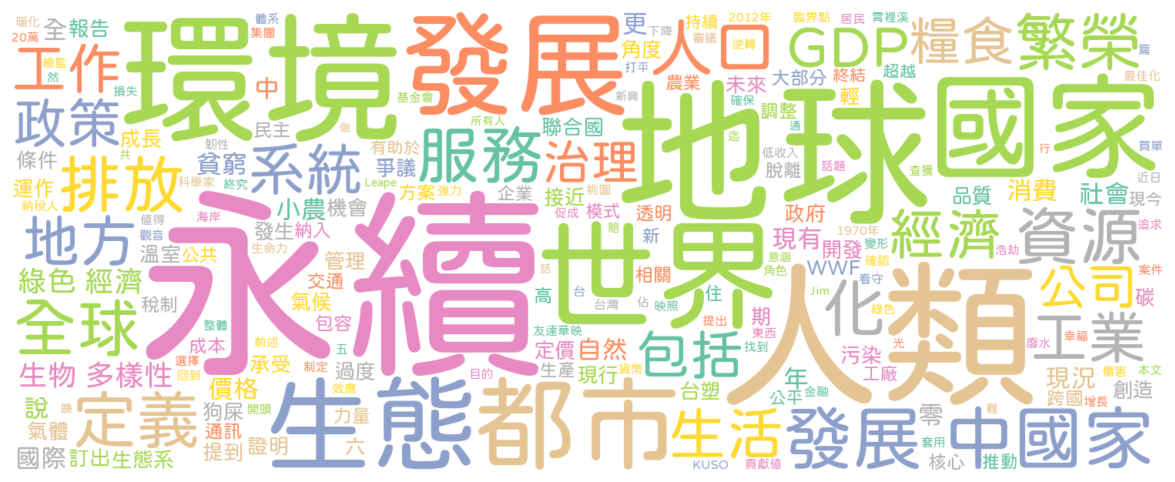 暖化
20萬
總監
然
工作
全
報告
體系
集團
損失
環境
發展
基金會
更
2012年
下降
持續
審議
角度
打平
農業
新興
人口
逆轉
未來
確保
臨界點
居民
霄裡溪
GDP
大部分
終結
超越
輕
調整
糧食
繁榮
篇
最佳化
政策
中
成長
共
民主
韌性
條件
貧窮
系統
有助於
爭議
做
所有人
服務
聯合國
治理
地球
迄
通
低收入
脫離
話題
查獲
國家
行
買單
近日
排放
運作
納稅人
科學家
終究
Leape
方案
強力
企業
桃園
接近
促成
模式
賠
透明
政府
1970年
品質
消費
社會
現今
追求
地方
值得
觀音
海岸
小農
機會
發生
納入
生命力
永續
世界
新
意涵
角色
現有
開發
變形
確認
經濟
浩劫
資源
案件
溫室
公共
管理
交通
話
台
台灣
高
佔
相關
映照
住
WWF
看守
綠色 經濟
稅制
氣候
包容
整體
期
Jim
化
綠色
人類
公司
碳
全球
成本
前述
五
友達華映
提出
東西
找到
定價
自然
包括
污染
光
工業
幸福
廢水
生物 多樣性
選擇
回到
承受
制定
過度
目的
生產
現行
貨幣
年
工廠
傷害
本文
價格
效應
台塑
公平
金融
現況
跨國
增長
創造
說
賺
定義
狗屎
開頭
生態
力量
都市
生活
發展 中國家
零
難
氣體
通訊
提到
證明
六
套用
國際
訂出
生態系
KUSO
貢獻值
核心
推動